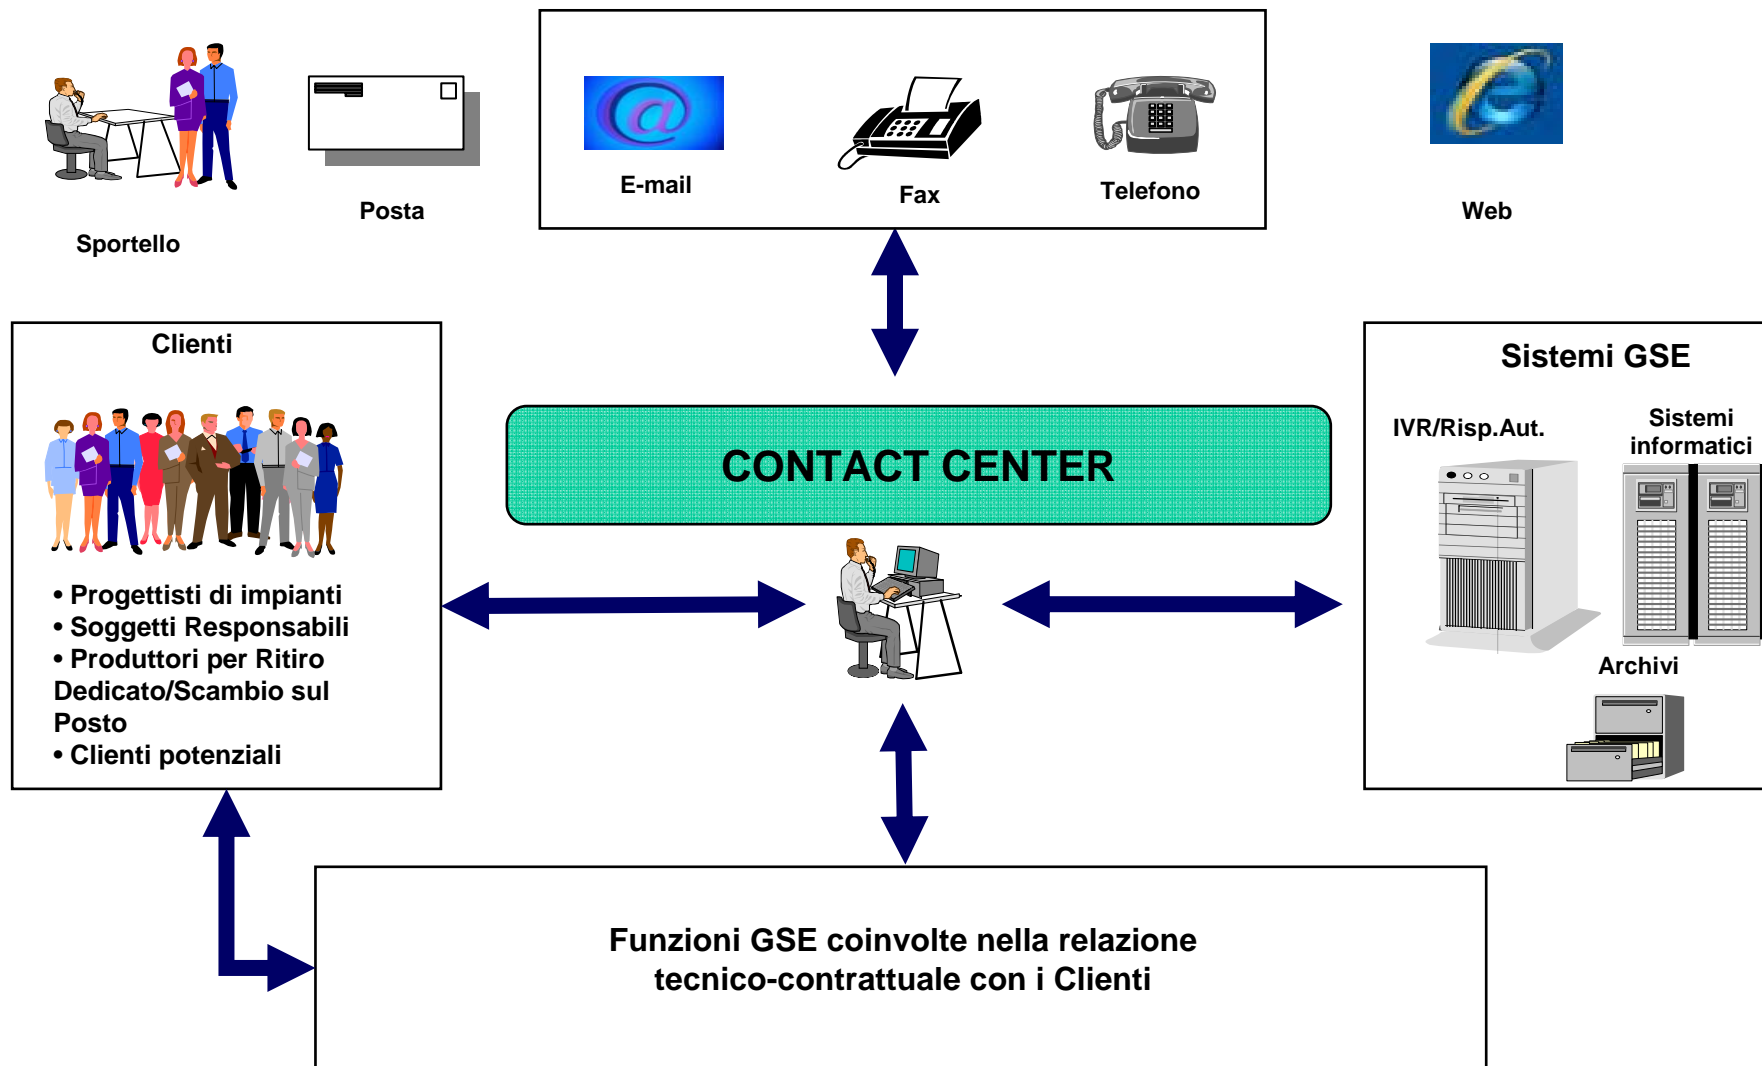 Sportello
Posta
E-mail
Fax
Telefono
Web
Clienti
• Progettisti di impianti
• Soggetti Responsabili
• Produttori per Ritiro
Dedicato/Scambio sul
Posto
• Clienti potenziali
CONTACT CENTER
Sistemi GSE
IVR/Risp.Aut.
Sistemi
informatici
Archivi
Funzioni GSE coinvolte nella relazione
tecnico-contrattuale con i Clienti